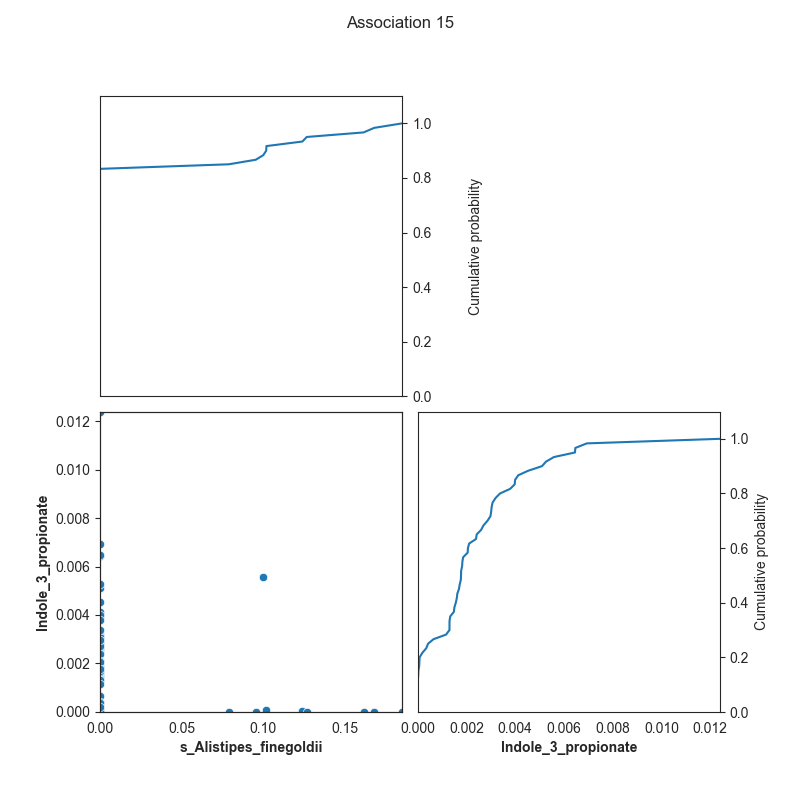 Association 15
1.0
0.8
0.6
0.4
0.2
0.0
Cumulative probability
0.012
0.010
0.008
0.006
0.004
0.002
0.000
Indole_3_propionate
0.00 0.05 0.10 0.15
s_Alistipes_finegoldii
1.0
0.8
0.6
0.4
0.2
0.0
Cumulative probability
0.000 0.002 0.004 0.006 0.008 0.010 0.012
Indole_3_propionate